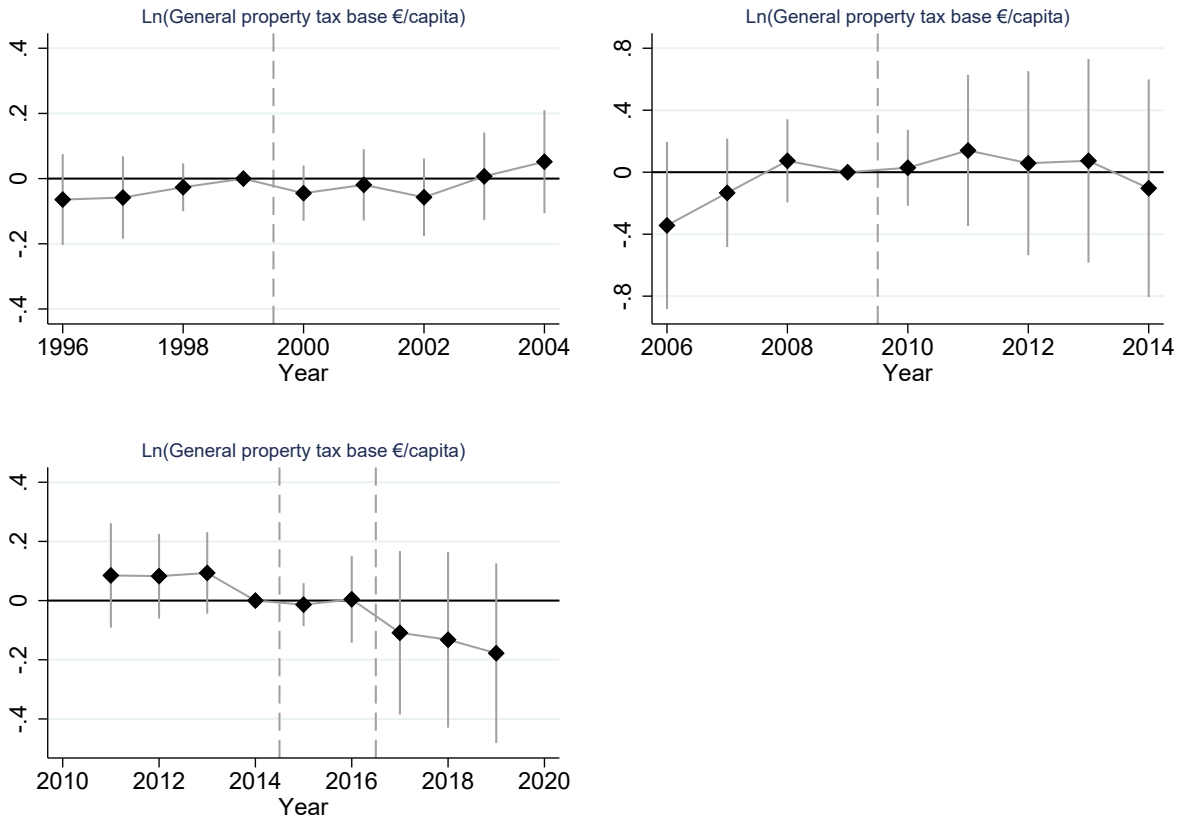 Ln(General property tax base €/capita)
.4
.2
0
-.2
-.4
1996 1998 2000 2002 2004
Year
Ln(General property tax base €/capita)
.8
.4
0
-.4
-.8
2006 2008 2010 2012 2014
Year
Ln(General property tax base €/capita)
.4
.2
0
-.2
-.4
2010 2012 2014 2016 2018 2020
Year